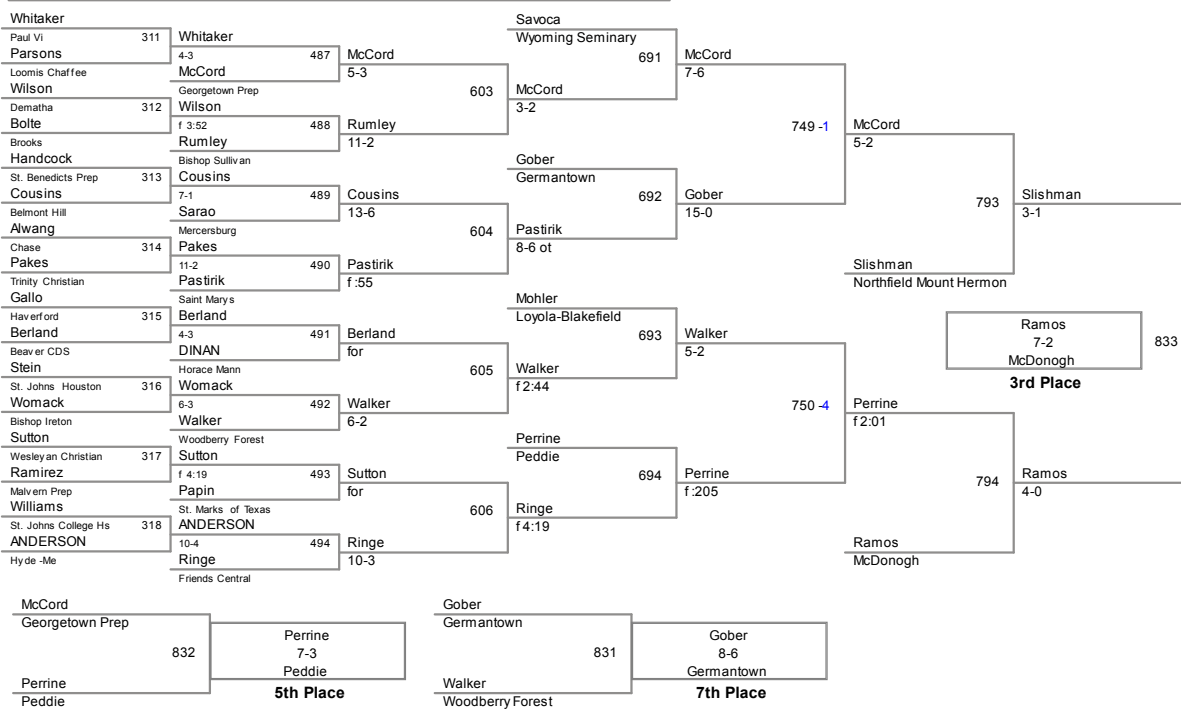 Whitaker
Paul Vi
311
Parsons
Loomis Chaffee
Wilson
Dematha
312
Bolte
Brooks
Handcock
St. Benedicts Prep
313
Cousins
Belmont Hill
Alwang
Chase
314
Pakes
Trinity Christian
Gallo
Haverford
315
Berland
Beaver CDS
Stein
St. Johns Houston
316
Womack
Bishop Ireton
Sutton
Wesleyan Christian
317
Ramirez
Malvern Prep
Williams
St. Johns College Hs
318
ANDERSON
Hyde -Me
Whitaker
4-3
487
McCord
Georgetown Prep
Wilson
f 3:52
488
Rumley
Bishop Sullivan
Cousins
7-1
489
Sarao
Mercersburg
Pakes
11-2
490
Pastirik
Saint Marys
Berland
4-3
491
DINAN
Horace Mann
Womack
6-3
492
Walker
Woodberry Forest
Sutton
f 4:19
493
Papin
St. Marks of Texas
ANDERSON
10-4
494
Ringe
Friends Central
McCord
5-3
603
Rumley
11-2
Cousins
13-6
604
Pastirik
f :55
Berland
for
605
Walker
6-2
Sutton
for
606
Ringe
10-3
Savoca
Wyoming Seminary
691
McCord
3-2
Gober
Germantown
692
Pastirik
8-6 ot
Mohler
Loyola-Blakefield
693
Walker
f 2:44
Perrine
Peddie
694
Ringe
f 4:19
McCord
7-6
749 -1
Gober
15-0
Walker
5-2
750 -4
Perrine
f :205
McCord
5-2
793
Slishman
Northfield Mount Hermon
Perrine
f 2:01
794
Ramos
McDonogh
Slishman
3-1
Ramos
7-2
McDonogh
833
3rd Place
Ramos
4-0
McCord
Georgetown Prep
832
Perrine
Peddie
Perrine
7-3
Peddie
5th Place
Gober
Germantown
831
Walker
Woodberry Forest
Gober
8-6
Germantown
7th Place